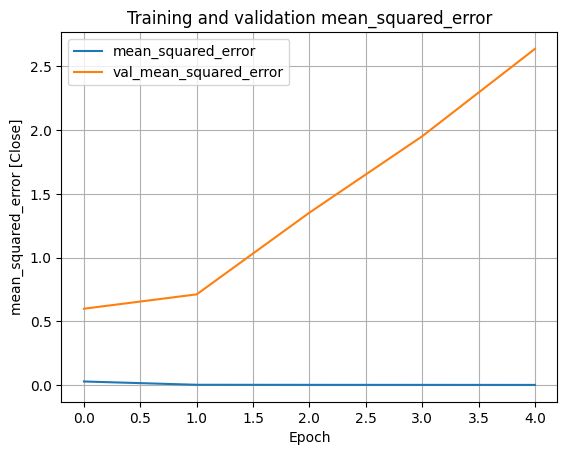 Training and validation mean_squared_error
mean_squared_error
val_mean_squared_error
mean_squared_error [Close]
2.5
2.0
1.5
1.0
0.5
0.0
0.0 0.5 1.0 1.5 2.0 2.5 3.0 3.5 4.0
Epoch